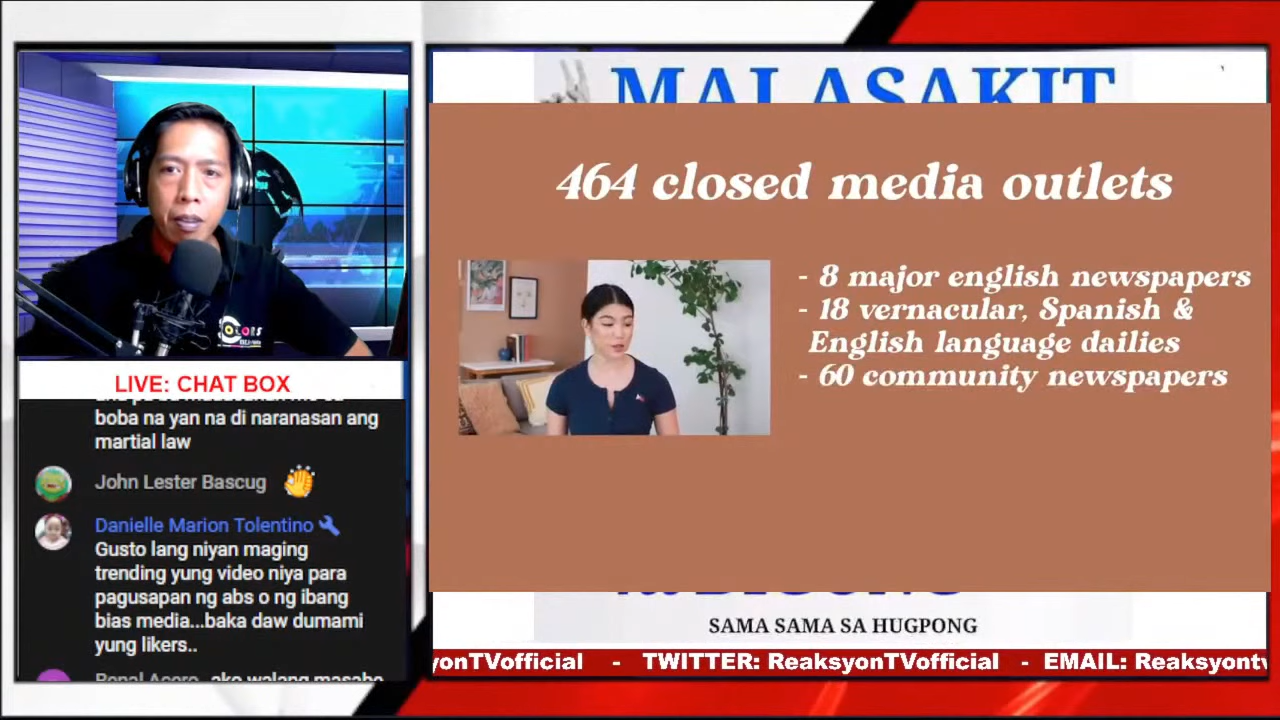 MALASAKIT
464 closed media outlets
- 8 major english newspapers
- 18 vernacular, Spanish &
English language dailies
- 60 community newspapers
SAMA SAMA SA HUGPONG
yonTVofficial - TWITTER: ReaksyonTVofficial - EMAIL: Reaksyontv
LIVE: CHAT BOX
boba na yan na di naranasan ang
martial law
John Lester Bascug
Danielle Marion Tolentino
Gusto lang niyan maging
trending yung video niya para
pagusapan ng abs o ng ibang
bias media...baka daw dumami
yung likers..
ako walang